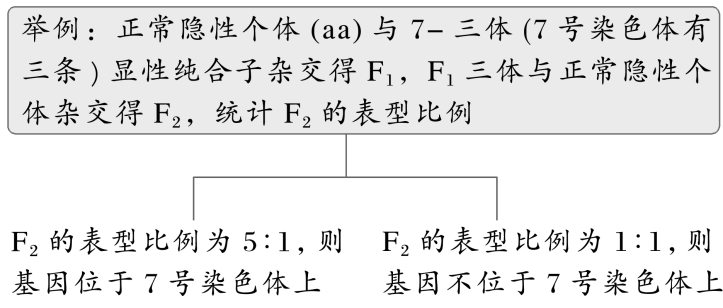 举例：正常隐性个体(aa)与7-三体(7号染色体有
三条)显性纯合子杂交得F₁，F₁三体与正常隐性个
体杂交得F₂，统计F₂的表型比例
F₂的表型比例为5∶1，则
基因位于7号染色体上
F₂的表型比例为1∶1，则
基因不位于7号染色体上